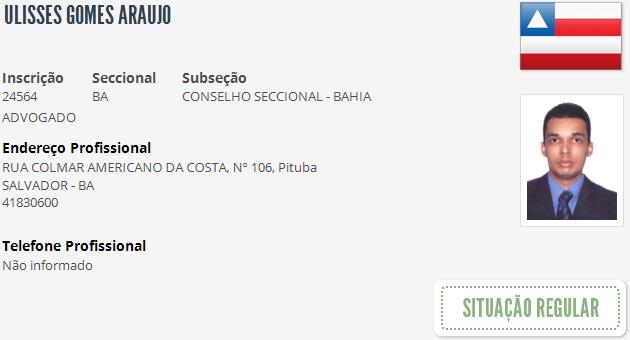 ULISSES GOMES ARAUJO
Inscrição Seccional Subseção
24564 BA CONSELHO SECCIONAL - BAHIA
ADVOGADO
Endereço Profissional
RUA COLMAR AMERICANO DA COSTA, Nº 106, Pituba
SALVADOR - BA
41830600
Telefone Profissional
Não informado
SITUAÇÃO REGULAR